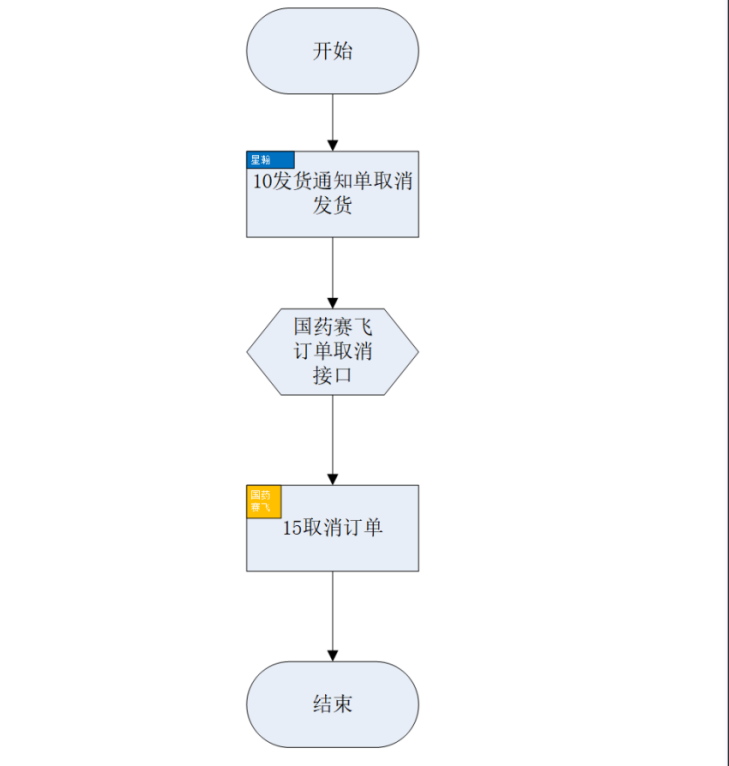 开始
星瀚
10发货通知单取消
发货
国药赛飞
订单取消
接口
国药
赛飞
15取消订单
结束